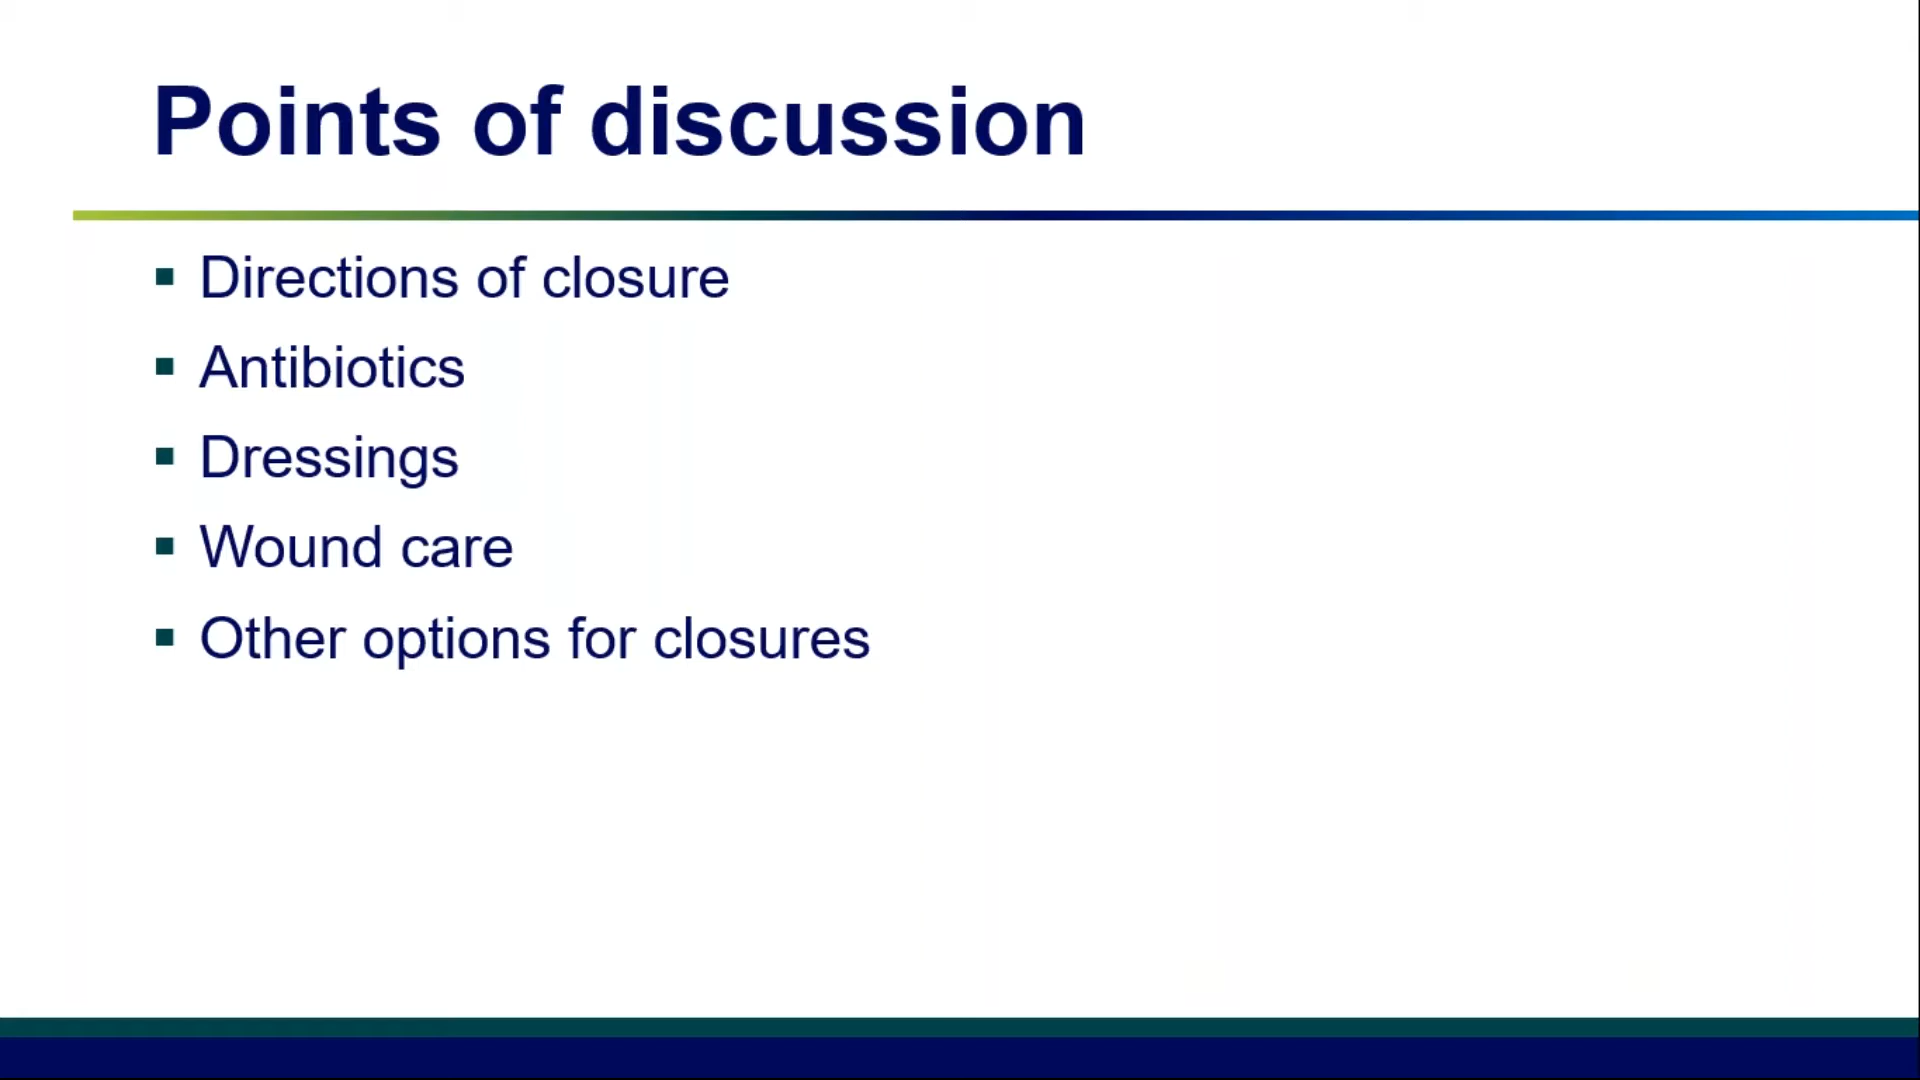 Points of discussion
▪ Directions of closure
▪ Antibiotics
▪ Dressings
▪ Wound care
▪ Other options for closures